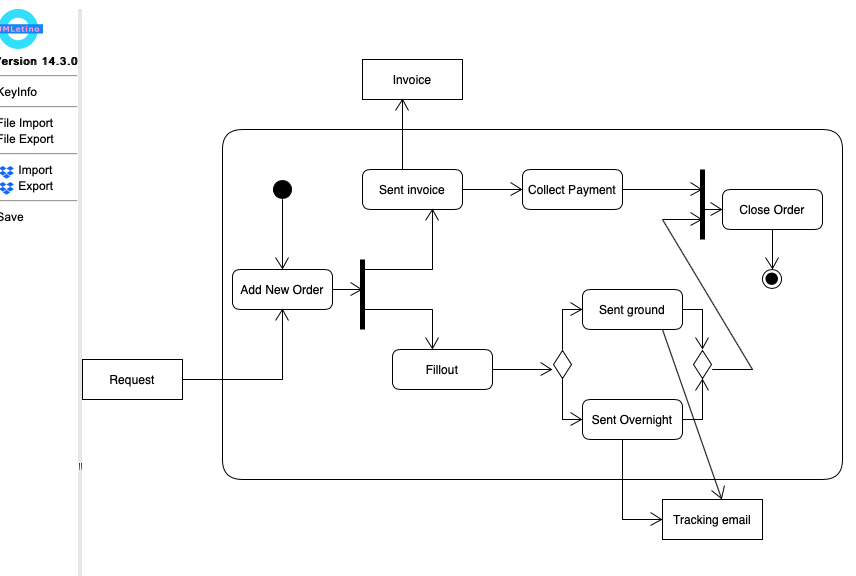 UMLetino
Version 14.3.0
KeyInfo
File Import
File Export
Import
Export
Save
Invoice
Sent invoice
Collect Payment
Close Order
Add New Order
Sent ground
Fillout
Request
Sent Overnight
Tracking email